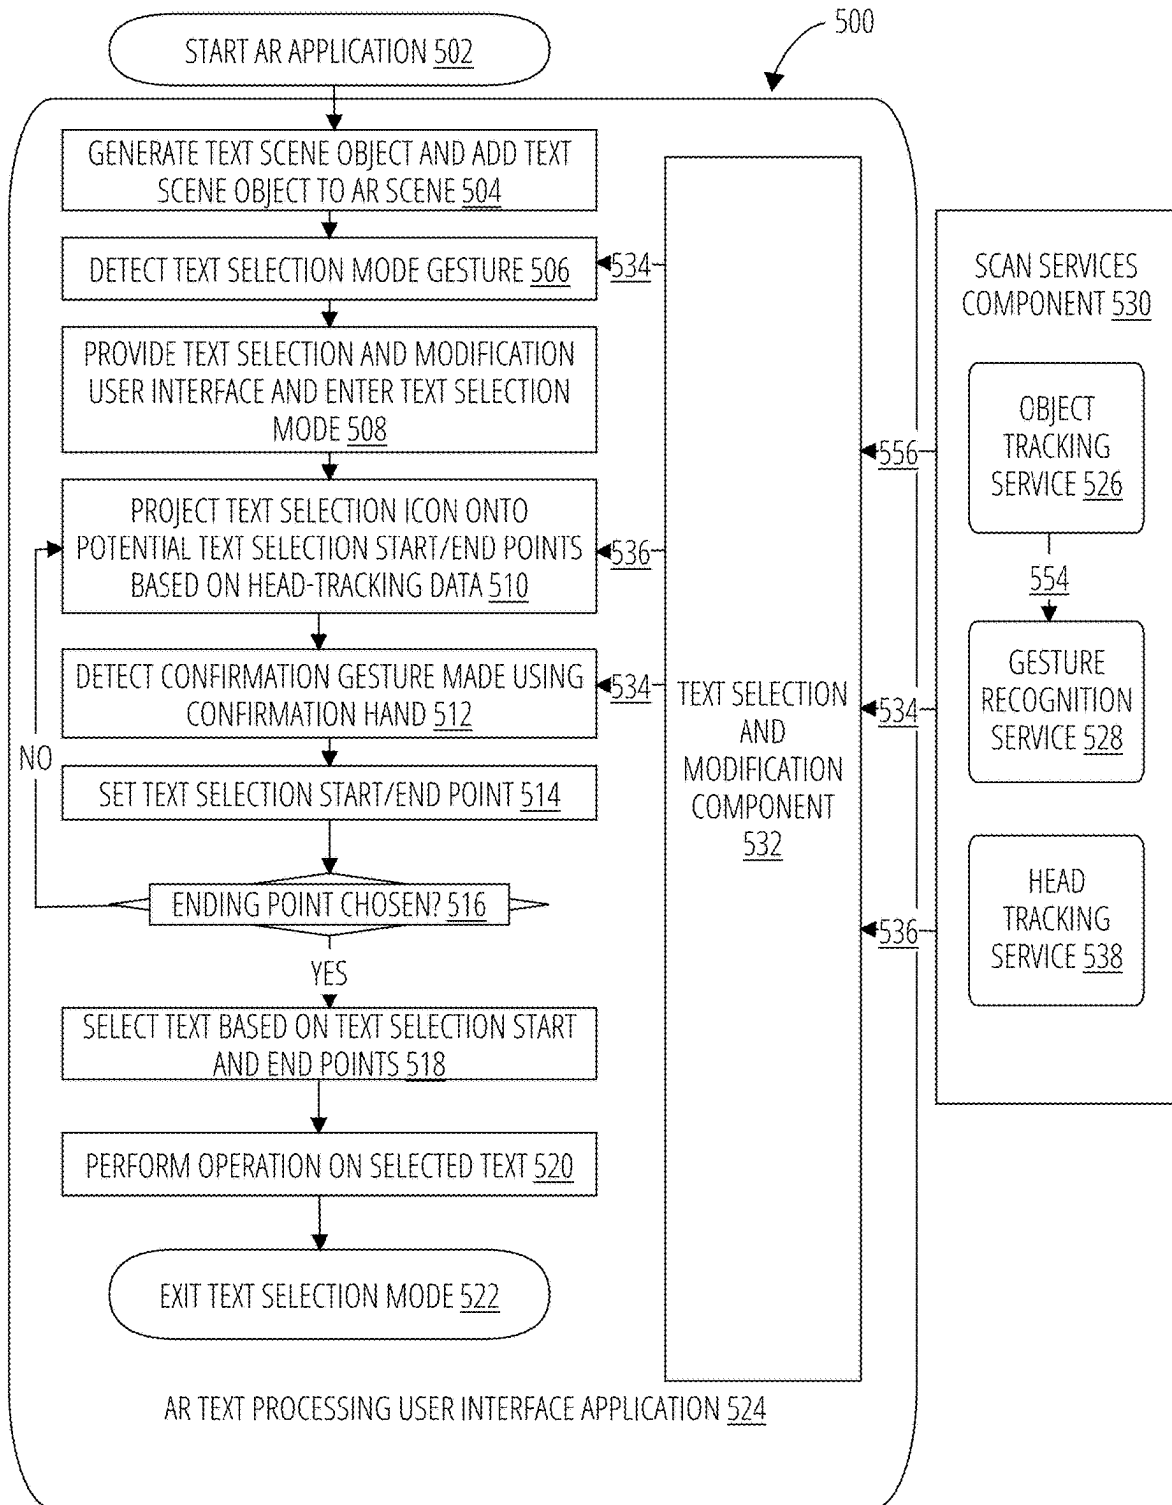 500
START AR APPLICATION 502
GENERATE TEXT SCENE OBJECT AND ADD TEXT
SCENE OBJECT TO AR SCENE 504
DETECT TEXT SELECTION MODE GESTURE 506
534
PROVIDE TEXT SELECTION AND MODIFICATION
USER INTERFACE AND ENTER TEXT SELECTION
MODE 508
PROJECT TEXT SELECTION ICON ONTO
POTENTIAL TEXT SELECTION START/END POINTS
BASED ON HEAD-TRACKING DATA 510
536
DETECT CONFIRMATION GESTURE MADE USING
CONFIRMATION HAND 512
534
NO
SET TEXT SELECTION START/END POINT 514
ENDING POINT CHOSEN? 516
YES
SELECT TEXT BASED ON TEXT SELECTION START
AND END POINTS 518
PERFORM OPERATION ON SELECTED TEXT 520
EXIT TEXT SELECTION MODE 522
AR TEXT PROCESSING USER INTERFACE APPLICATION 524
TEXT SELECTION
AND
MODIFICATION
COMPONENT
532
556
534
536
SCAN SERVICES
COMPONENT 530
OBJECT
TRACKING
SERVICE 526
554
GESTURE
RECOGNITION
SERVICE 528
HEAD
TRACKING
SERVICE 538